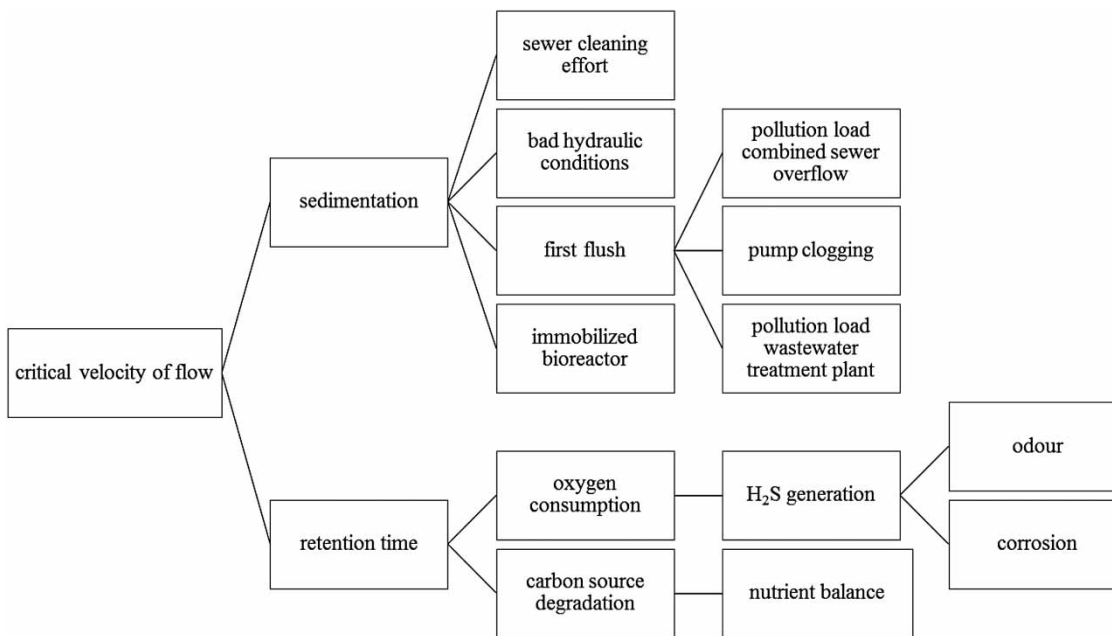 sewer cleaning
effort
bad hydraulic
conditions
pollution load
combined sewer
overflow
sedimentation
first flush
pump clogging
immobilized
bioreactor
pollution load
wastewater
treatment plant
critical velocity of flow
odour
oxygen
consumption
H₂S generation
retention time
corrosion
carbon source
degradation
nutrient balance